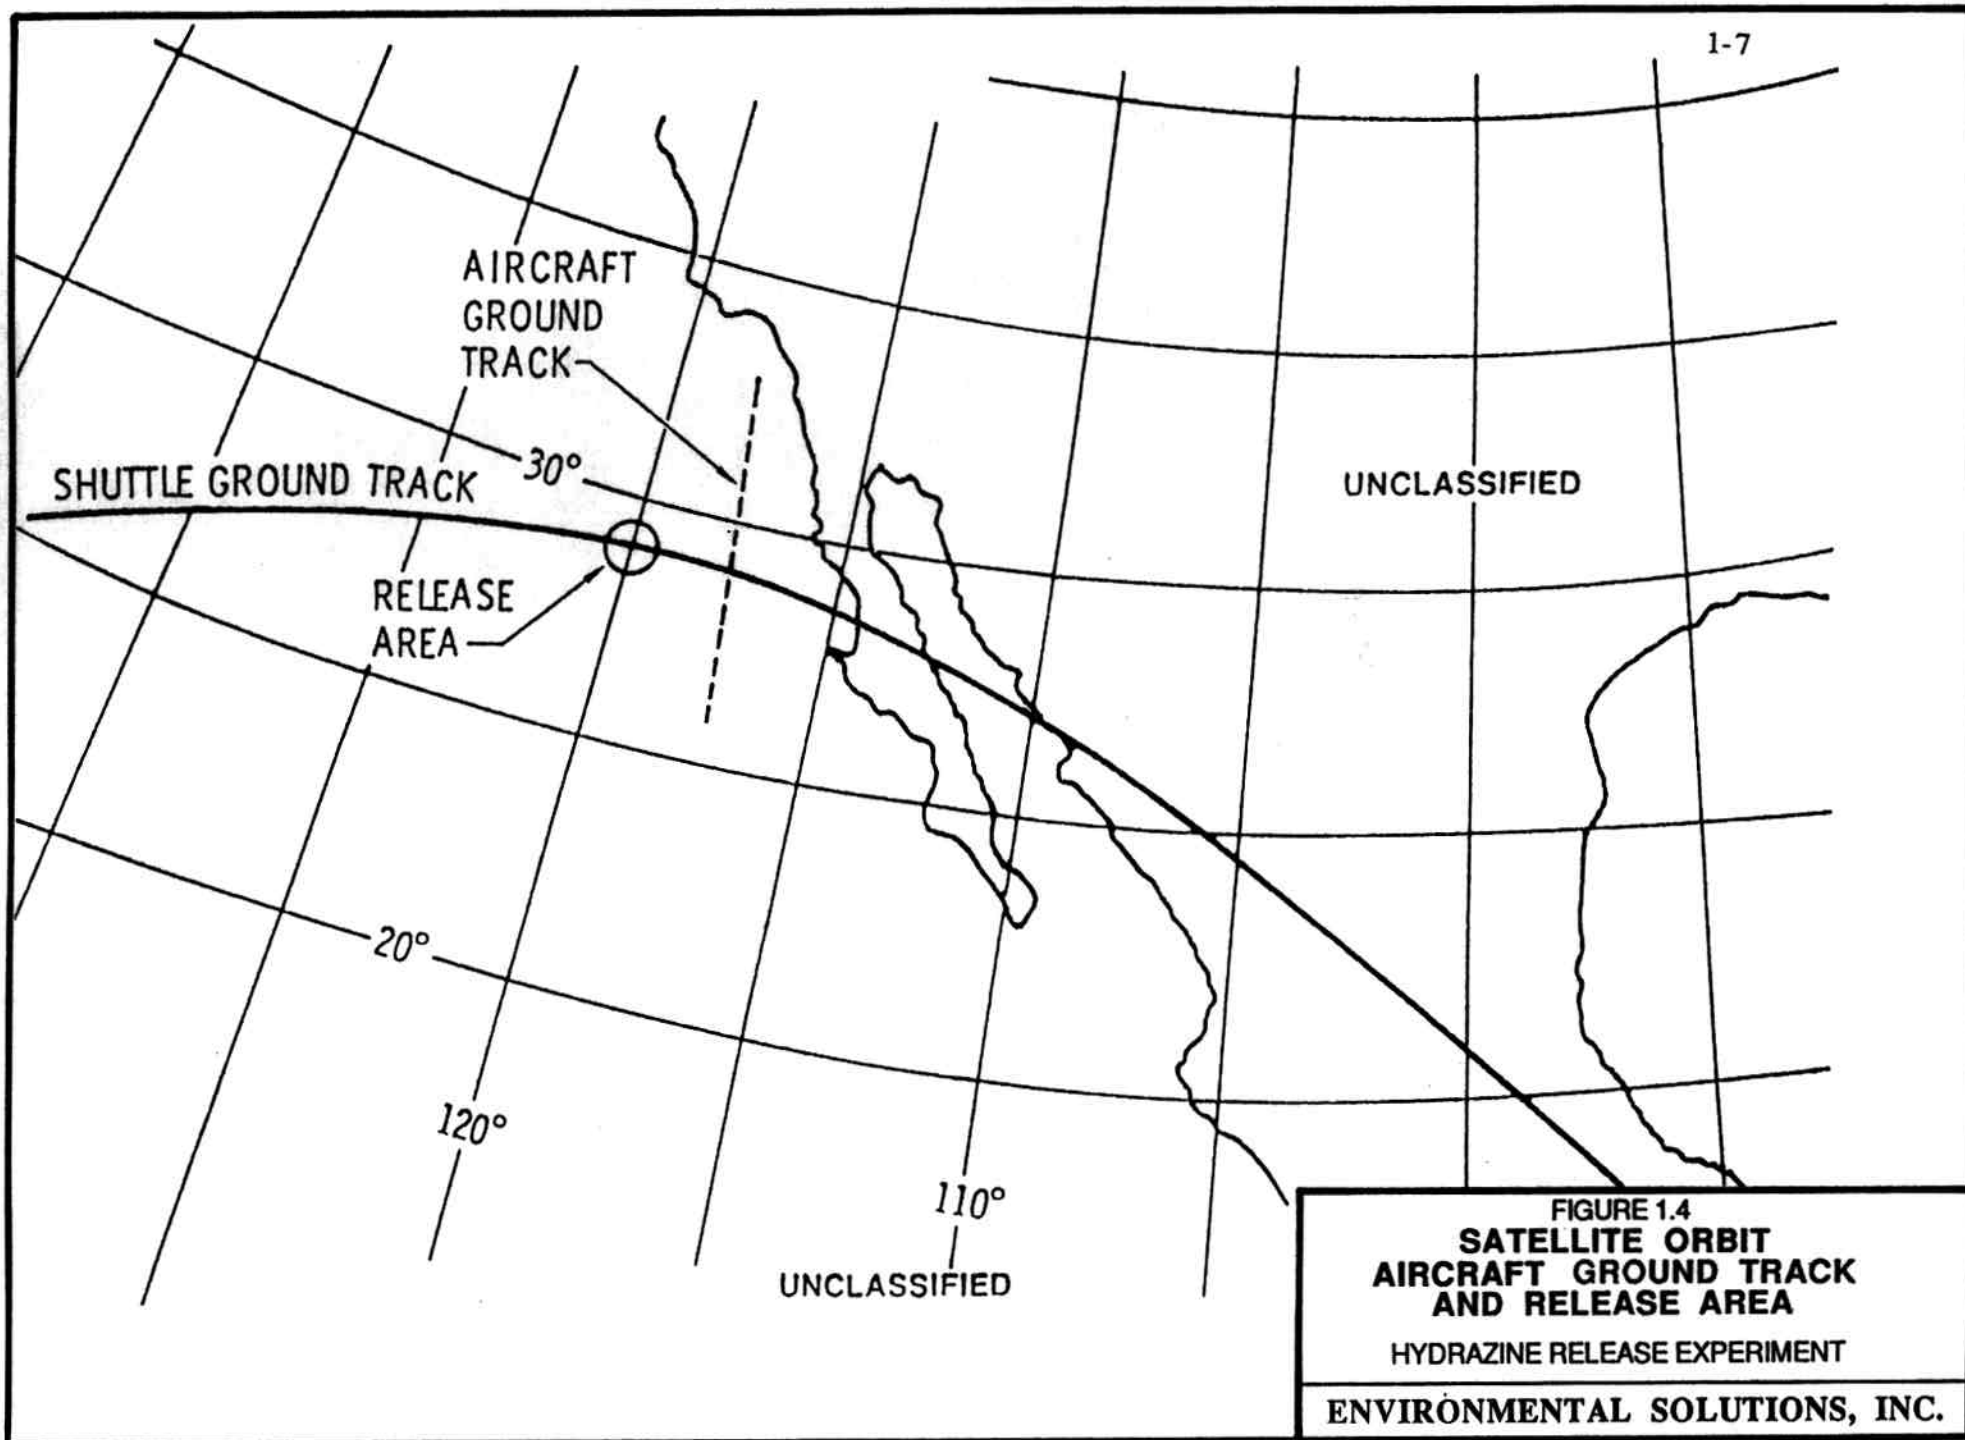 1-7
AIRCRAFT
GROUND
TRACK
30°
SHUTTLE GROUND TRACK
UNCLASSIFIED
RELEASE
AREA
20°
120°
110°
UNCLASSIFIED
FIGURE 1.4
SATELLITE ORBIT
AIRCRAFT GROUND TRACK
AND RELEASE AREA
HYDRAZINE RELEASE EXPERIMENT
ENVIRONMENTAL SOLUTIONS, INC.